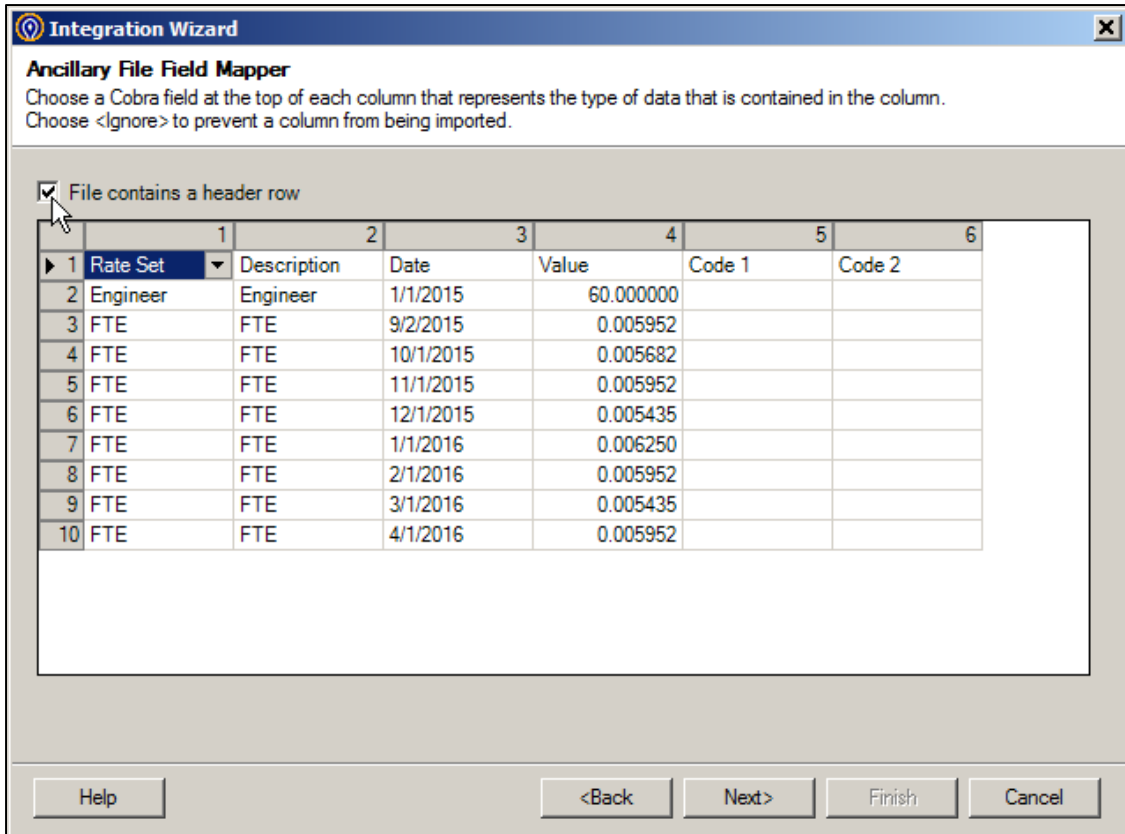 Integration Wizard
Ancillary File Field Mapper
Choose a Cobra field at the top of each column that represents the type of data that is contained in the column.
Choose <Ignore> to prevent a column from being imported.
File contains a header row
1 2 3 4 5 6
1 Rate Set Description Date Value Code 1 Code 2
2 Engineer Engineer 1/1/2015 60.000000
3 FTE FTE 9/2/2015 0.005952
4 FTE FTE 10/1/2015 0.005682
5 FTE FTE 11/1/2015 0.005952
6 FTE FTE 12/1/2015 0.005435
7 FTE FTE 1/1/2016 0.006250
8 FTE FTE 2/1/2016 0.005952
9 FTE FTE 3/1/2016 0.005435
10 FTE FTE 4/1/2016 0.005952
Help <Back Next> Finish Cancel